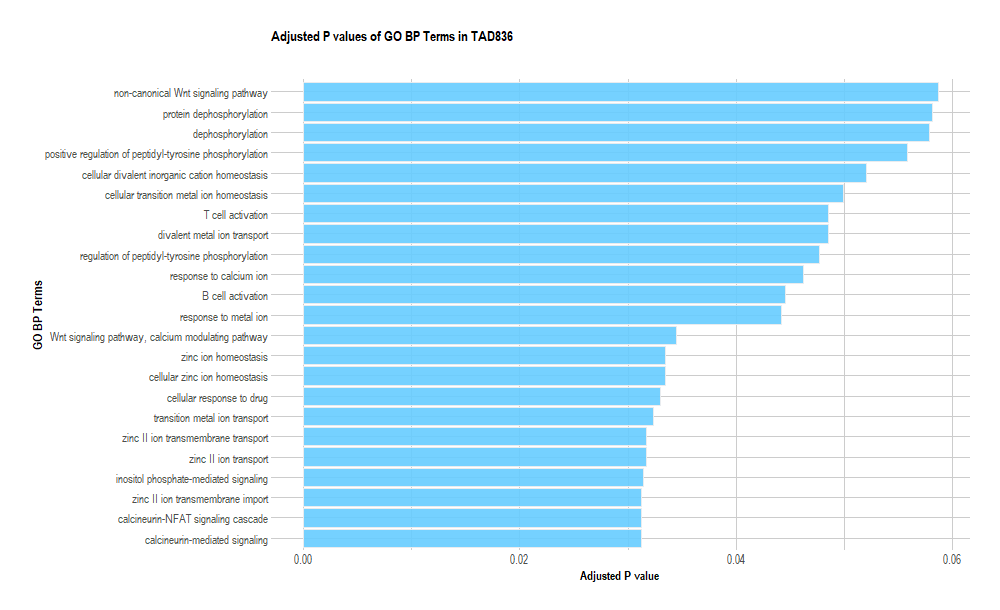 Adjusted P values of GO BP Terms in TAD836
GO BP Terms
non-canonical Wnt signaling pathway
protein dephosphorylation
dephosphorylation
positive regulation of peptidyl-tyrosine phosphorylation
cellular divalent inorganic cation homeostasis
cellular transition metal ion homeostasis
T cell activation
divalent metal ion transport
regulation of peptidyl-tyrosine phosphorylation
response to calcium ion
B cell activation
response to metal ion
Wnt signaling pathway, calcium modulating pathway
zinc ion homeostasis
cellular zinc ion homeostasis
cellular response to drug
transition metal ion transport
zinc II ion transmembrane transport
zinc II ion transport
inositol phosphate-mediated signaling
zinc II ion transmembrane import
calcineurin-NFAT signaling cascade
calcineurin-mediated signaling
0.00 0.02 0.04 0.06
Adjusted P value